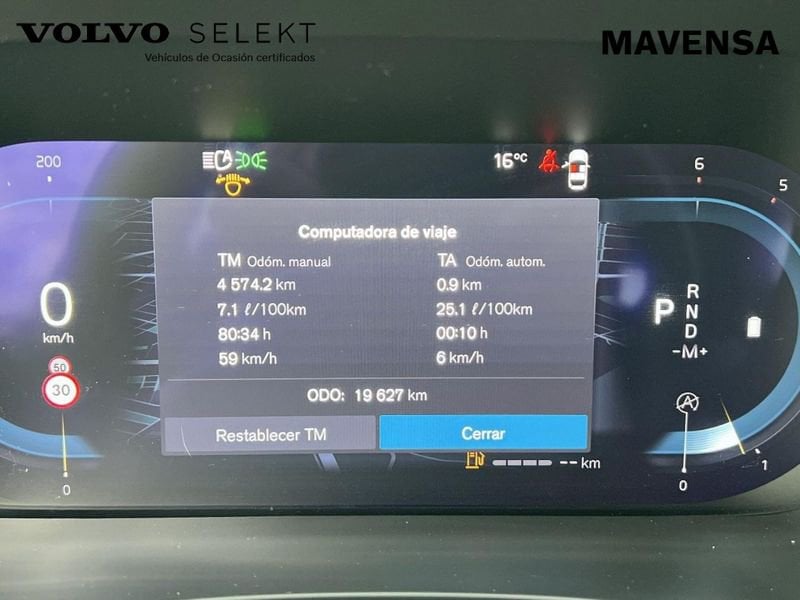 VOLVO SELEKT
Vehículos de Ocasión certificados
MAVENSA
200
16°C
6
5
Computadora de viaje
TM Odóm. manual
TA Odóm. autom.
4 574.2 km
0.9 km
7.1 ℓ/100km
25.1 ℓ/100km
80:34 h
00:10 h
59 km/h
6 km/h
ODO: 19 627 km
Restablecer TM
Cerrar
0
km/h
50
30
P
R
N
D
-M+
A
-- km
0
0
1